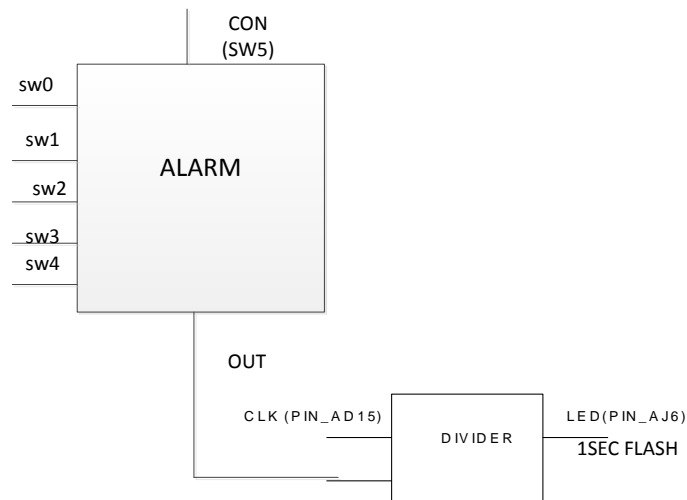 CON
(SW5)
sw0
sw1
ALARM
sw2
sw3
sw4
OUT
CLK (PIN_AD15)
LED(PIN_AJ6)
DIVIDER
1SEC FLASH